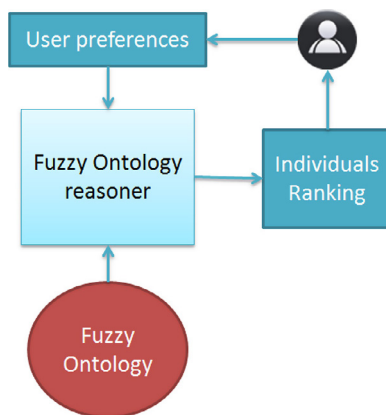 User preferences
Fuzzy Ontology
reasoner
Individuals
Ranking
Fuzzy
Ontology